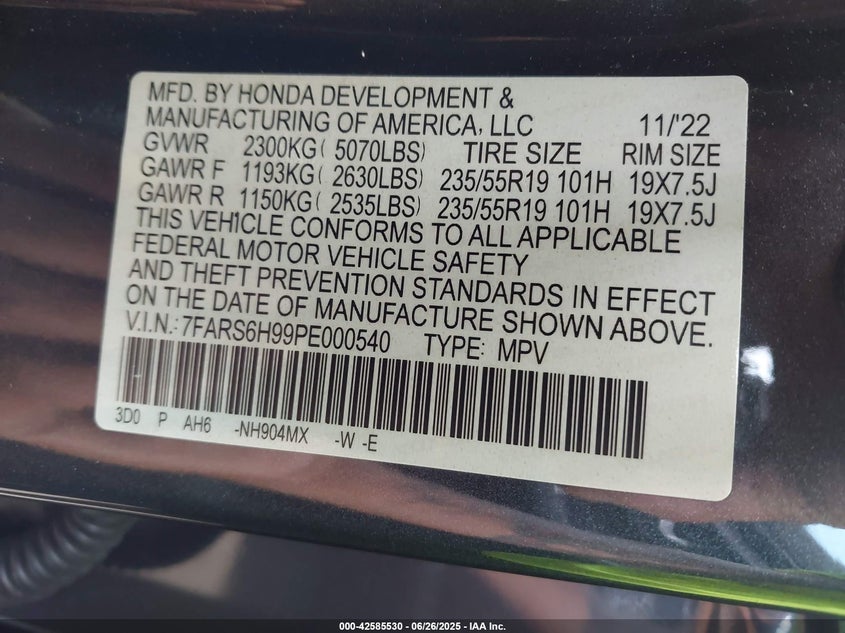 MFD. BY HONDA DEVELOPMENT &
MANUFACTURING OF AMERICA, LLC 11/'22
GVWR 2300KG( 5070LBS) TIRE SIZE RIM SIZE
GAWR F 1193KG( 2630LBS) 235/55R19 101H 19X7.5J
GAWR R 1150KG( 2535LBS) 235/55R19 101H 19X7.5J
THIS VEHICLE CONFORMS TO ALL APPLICABLE
FEDERAL MOTOR VEHICLE SAFETY
AND THEFT PREVENTION STANDARDS IN EFFECT
ON THE DATE OF MANUFACTURE SHOWN ABOVE.
V.I.N.: 7FARS6H99PE000540 TYPE: MPV
3D0 P AH6 -NH904MX -W -E
000-42585530 - 06/26/2025 - IAA Inc.